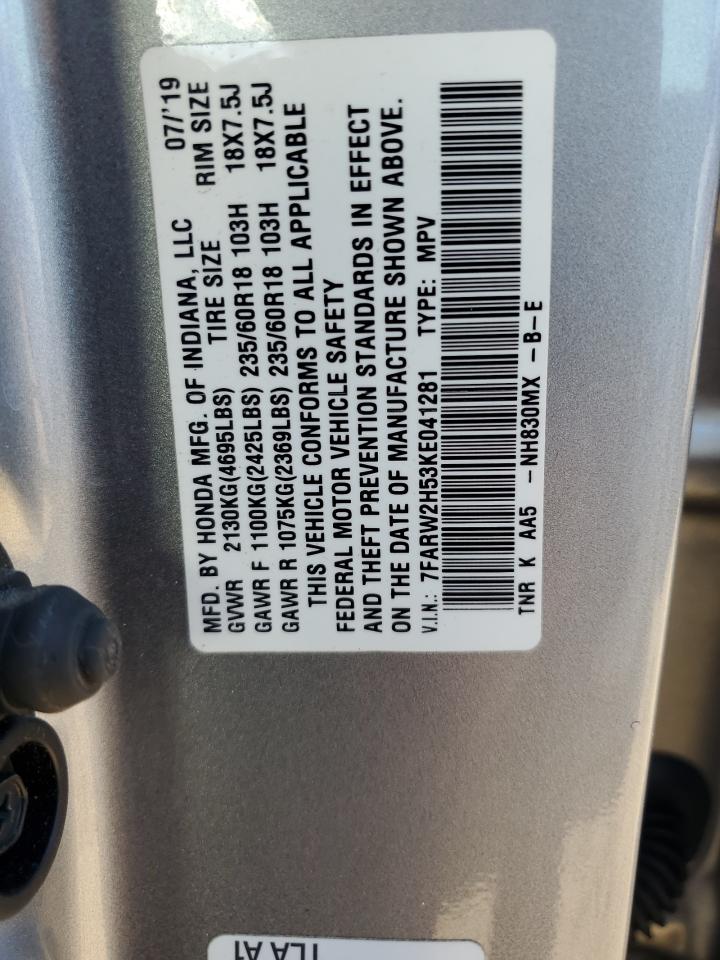 MFD. BY HONDA MFG. OF INDIANA, LLC 07/'19
GVWR 2130KG(4695LBS) TIRE SIZE RIM SIZE
GAWR F 1100KG(2425LBS) 235/60R18 103H 18X7.5J
GAWR R 1075KG(2369LBS) 235/60R18 103H 18X7.5J
THIS VEHICLE CONFORMS TO ALL APPLICABLE
FEDERAL MOTOR VEHICLE SAFETY
AND THEFT PREVENTION STANDARDS IN EFFECT
ON THE DATE OF MANUFACTURE SHOWN ABOVE.
V.I.N.: 7FARW2H53KE041281 TYPE: MPV
TNR K AA5 -NH830MX -B-E